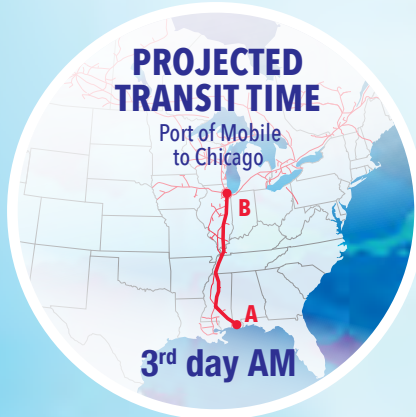 PROJECTED
TRANSIT TIME
Port of Mobile
to Chicago
B
A
3rd day AM